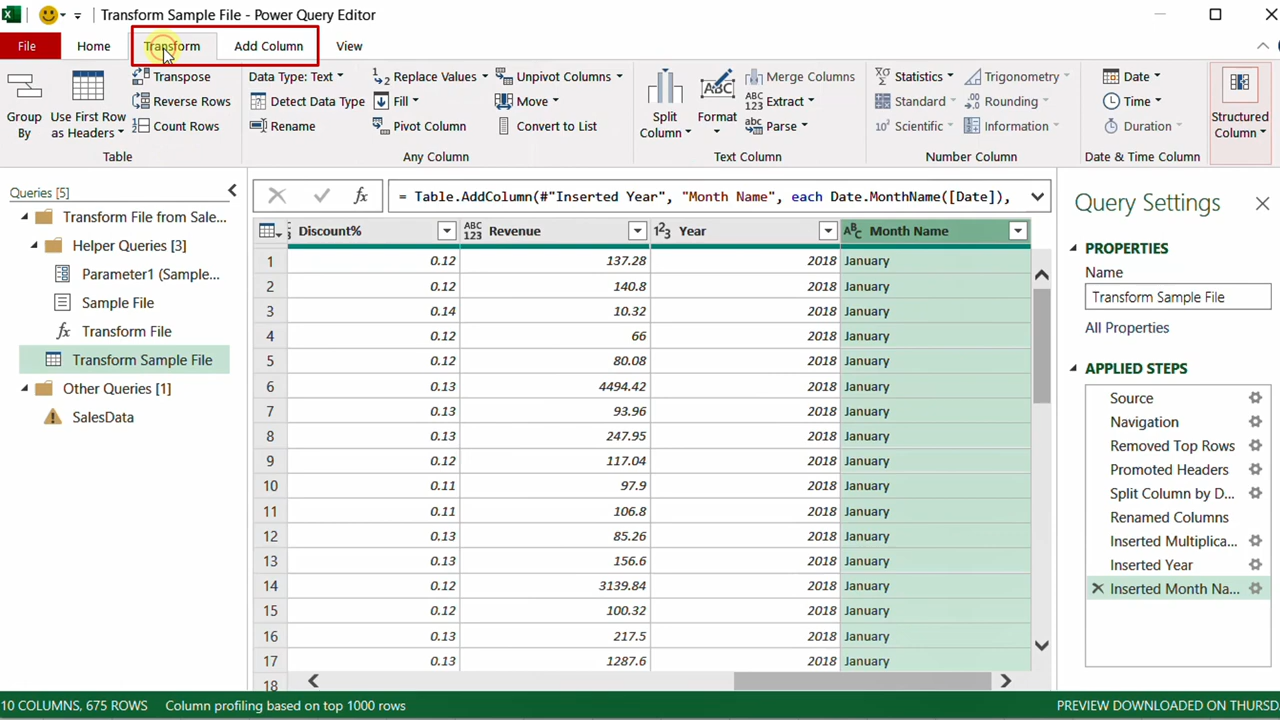 Transform Sample File - Power Query Editor
File Home Transform Add Column View
Group By
Use First Row as Headers
Transpose
Reverse Rows
Count Rows
Table
Data Type: Text
Detect Data Type
Rename
Replace Values
Fill
Pivot Column
Unpivot Columns
Move
Convert to List
Any Column
Split Column
Format
Merge Columns
Extract
Parse
Text Column
Statistics
Standard
Scientific
Trigonometry
Rounding
Information
Number Column
Date
Time
Duration
Date & Time Column
Structured Column
Queries [5]
Transform File from Sale...
Helper Queries [3]
Parameter1 (Sample...
Sample File
Transform File
Transform Sample File
Other Queries [1]
SalesData
= Table.AddColumn(#"Inserted Year", "Month Name", each Date.MonthName([Date]),
Discount% ABC 123 Revenue 123 Year ABC Month Name
1 0.12 137.28 2018 January
2 0.12 140.8 2018 January
3 0.14 10.32 2018 January
4 0.12 66 2018 January
5 0.12 80.08 2018 January
6 0.13 4494.42 2018 January
7 0.13 93.96 2018 January
8 0.13 247.95 2018 January
9 0.12 117.04 2018 January
10 0.11 97.9 2018 January
11 0.11 106.8 2018 January
12 0.13 85.26 2018 January
13 0.13 156.6 2018 January
14 0.12 3139.84 2018 January
15 0.12 100.32 2018 January
16 0.13 217.5 2018 January
17 0.13 1287.6 2018 January
18
Query Settings
PROPERTIES
Name
Transform Sample File
All Properties
APPLIED STEPS
Source
Navigation
Removed Top Rows
Promoted Headers
Split Column by D...
Renamed Columns
Inserted Multiplica...
Inserted Year
Inserted Month Na...
10 COLUMNS, 675 ROWS Column profiling based on top 1000 rows PREVIEW DOWNLOADED ON THURSD